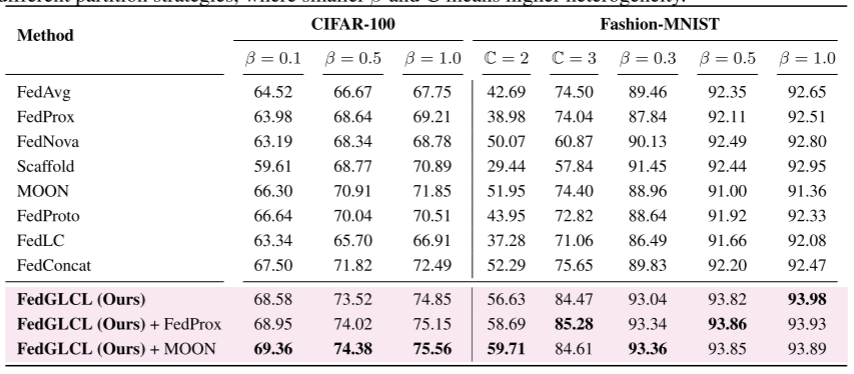 different partition strategies, where smaller β and ℂ means higher heterogeneity.
Method CIFAR-100 Fashion-MNIST
β = 0.1 β = 0.5 β = 1.0 ℂ = 2 ℂ = 3 β = 0.3 β = 0.5 β = 1.0
FedAvg 64.52 66.67 67.75 42.69 74.50 89.46 92.35 92.65
FedProx 63.98 68.64 69.21 38.98 74.04 87.84 92.11 92.51
FedNova 63.19 68.34 68.78 50.07 60.87 90.13 92.49 92.80
Scaffold 59.61 68.77 70.89 29.44 57.84 91.45 92.44 92.95
MOON 66.30 70.91 71.85 51.95 74.40 88.96 91.00 91.36
FedProto 66.64 70.04 70.51 43.95 72.82 88.64 91.92 92.33
FedLC 63.34 65.70 66.91 37.28 71.06 86.49 91.66 92.08
FedConcat 67.50 71.82 72.49 52.29 75.65 89.83 92.20 92.47
FedGLCL (Ours) 68.58 73.52 74.85 56.63 84.47 93.04 93.82 93.98
FedGLCL (Ours) + FedProx 68.95 74.02 75.15 58.69 85.28 93.34 93.86 93.93
FedGLCL (Ours) + MOON 69.36 74.38 75.56 59.71 84.61 93.36 93.85 93.89